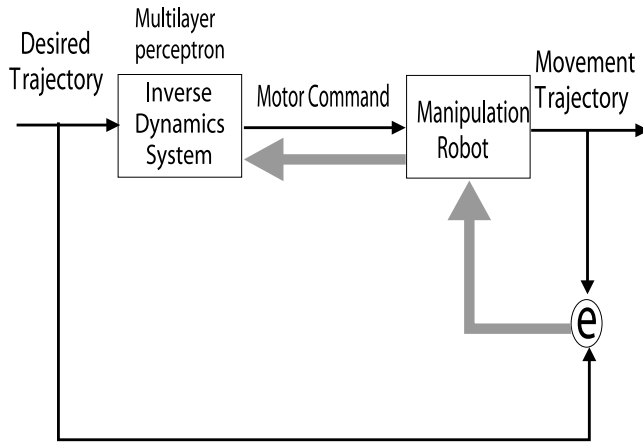 Multilayer
perceptron
Desired
Trajectory
Inverse
Dynamics
System
Motor Command
Manipulation
Robot
Movement
Trajectory
e